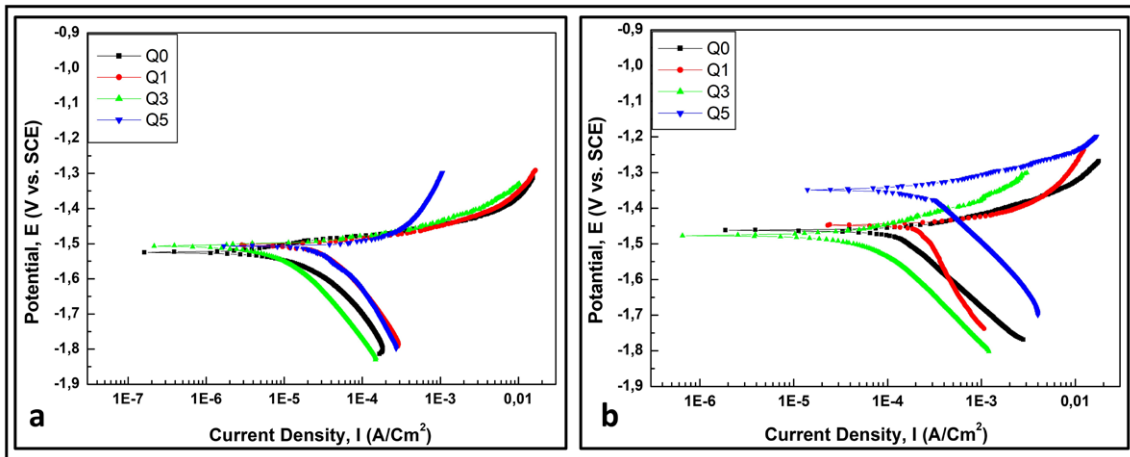 -0,9
-1,0
-1,1
-1,2
-1,3
-1,4
-1,5
-1,6
-1,7
-1,8
-1,9
Potential, E (V vs. SCE)
Q0
Q1
Q3
Q5
1E-7 1E-6 1E-5 1E-4 1E-3 0,01
a
Current Density, I (A/Cm²)
-0,9
-1,0
-1,1
-1,2
-1,3
-1,4
-1,5
-1,6
-1,7
-1,8
-1,9
Potantial, E (V vs. SCE)
Q0
Q1
Q3
Q5
1E-6 1E-5 1E-4 1E-3 0,01
b
Current Density, I (A/Cm²)